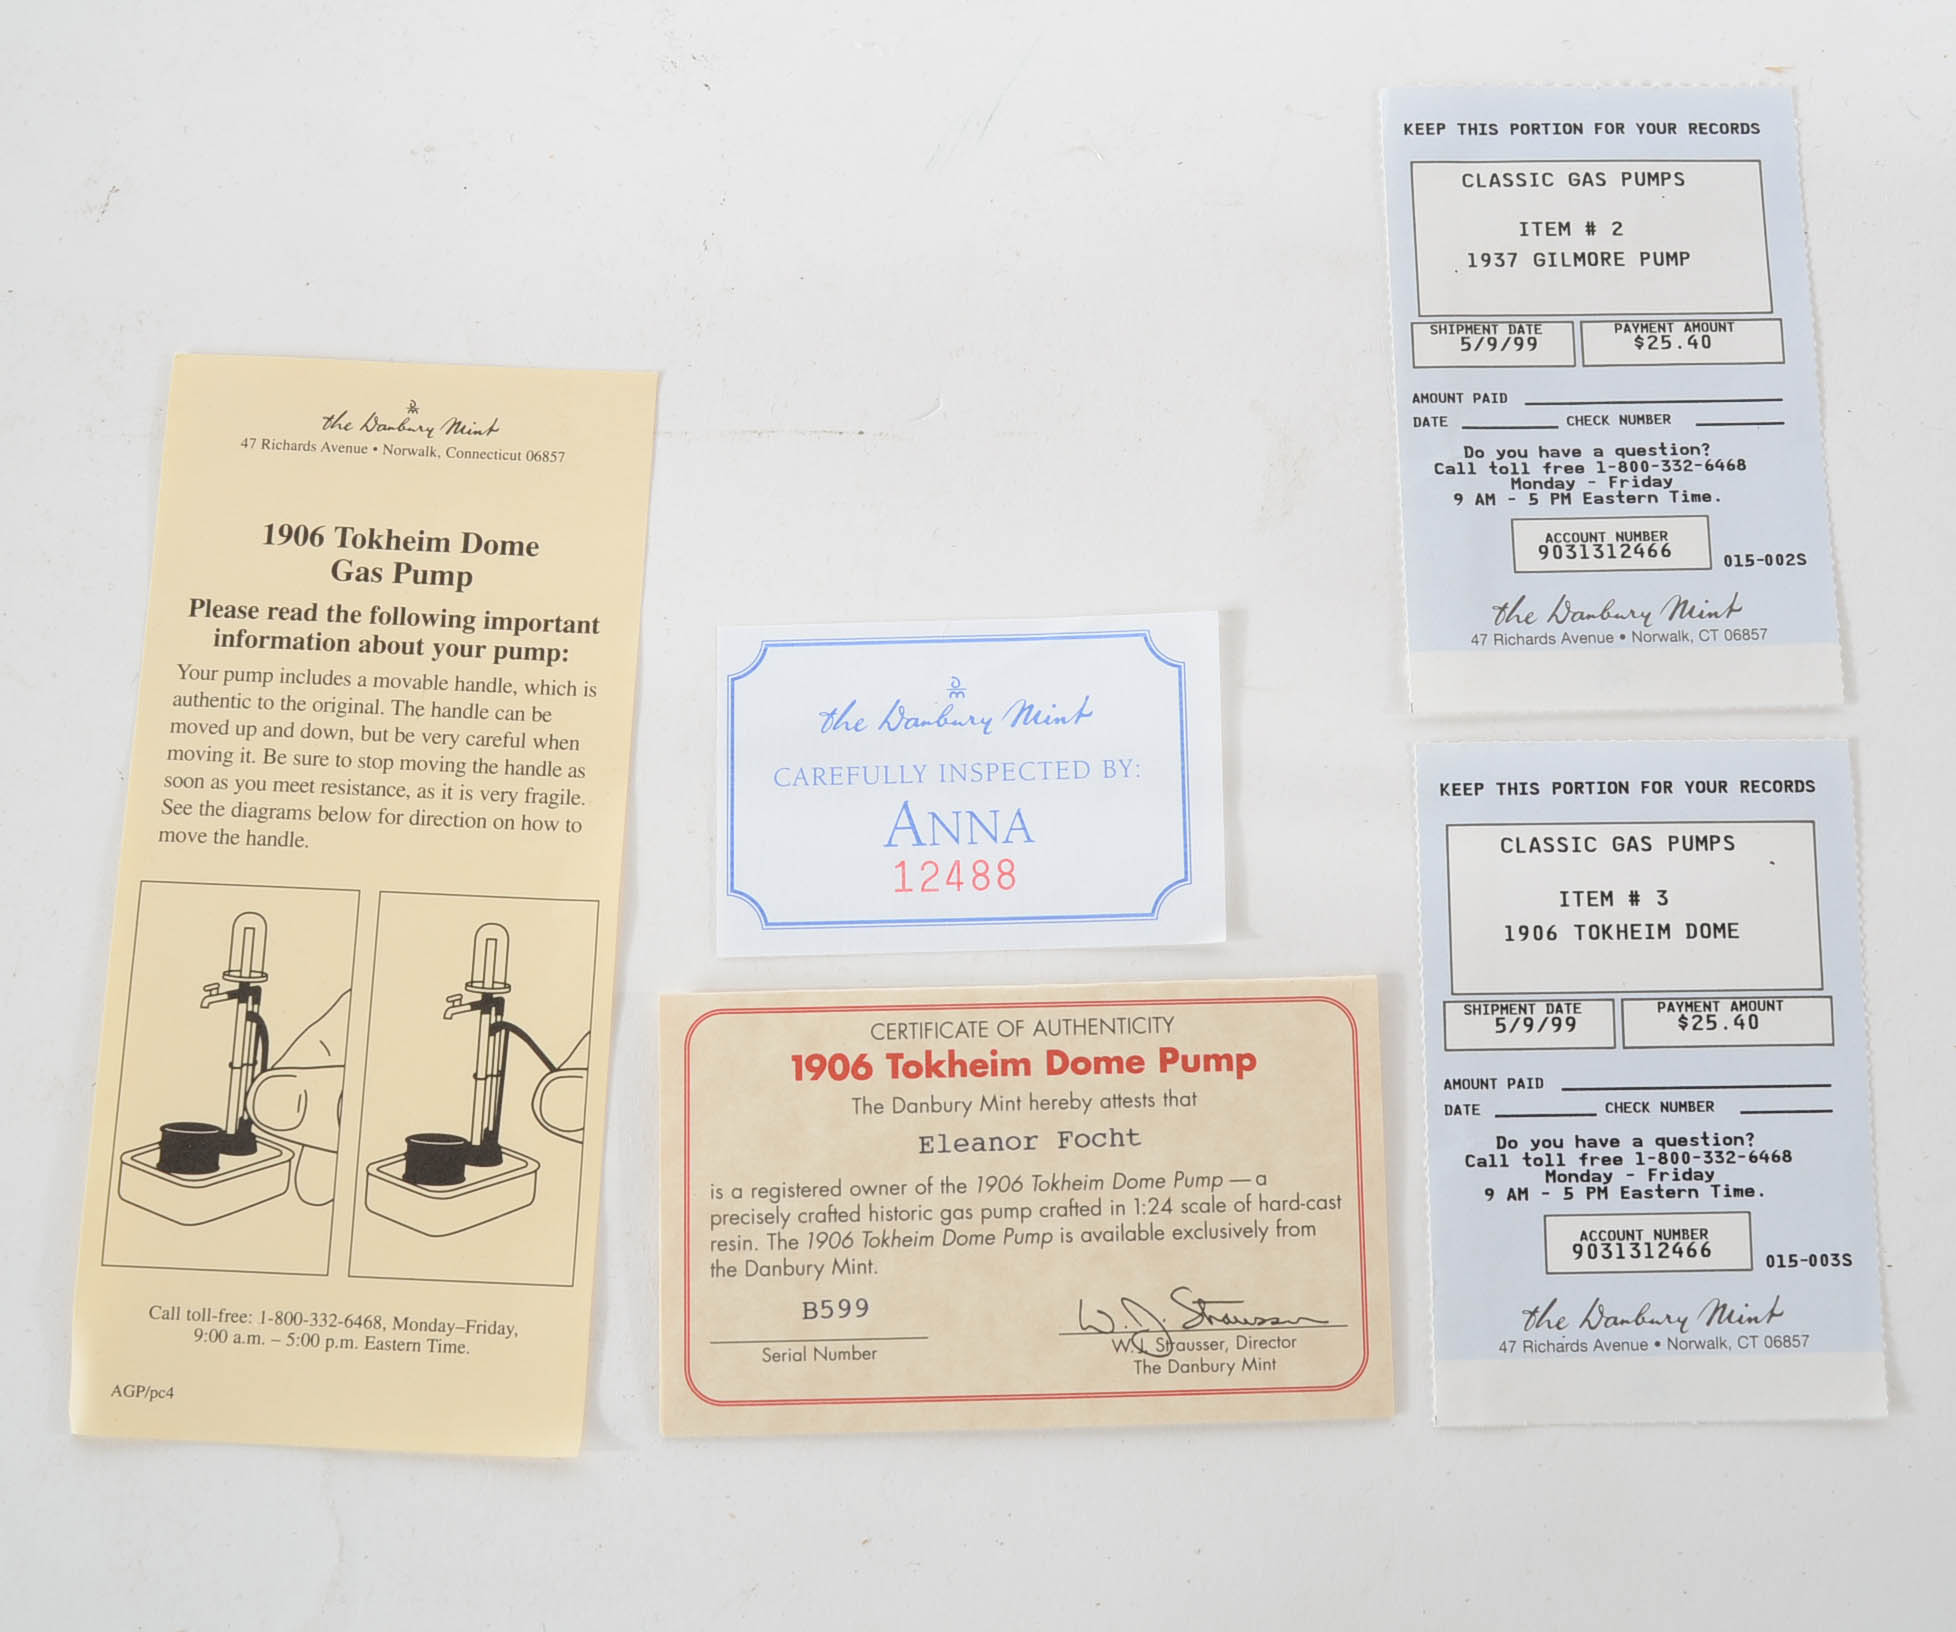 the Danbury Mint
47 Richards Avenue • Norwalk, Connecticut 06857
1906 Tokheim Dome
Gas Pump
Please read the following important
information about your pump:
Your pump includes a movable handle, which is
authentic to the original. The handle can be
moved up and down, but be very careful when
moving it. Be sure to stop moving the handle as
soon as you meet resistance, as it is very fragile.
See the diagrams below for direction on how to
move the handle.
Call toll-free: 1-800-332-6468, Monday–Friday,
9:00 a.m. – 5:00 p.m. Eastern Time.
AGP/pc4
DM
the Danbury Mint
CAREFULLY INSPECTED BY:
ANNA
12488
CERTIFICATE OF AUTHENTICITY
1906 Tokheim Dome Pump
The Danbury Mint hereby attests that
Eleanor Focht
is a registered owner of the 1906 Tokheim Dome Pump — a
precisely crafted historic gas pump crafted in 1:24 scale of hard-cast
resin. The 1906 Tokheim Dome Pump is available exclusively from
the Danbury Mint.
B599
Serial Number
W. J. Strausser
W.J. Strausser, Director
The Danbury Mint
KEEP THIS PORTION FOR YOUR RECORDS
CLASSIC GAS PUMPS
ITEM # 2
1937 GILMORE PUMP
SHIPMENT DATE
5/9/99
PAYMENT AMOUNT
$25.40
AMOUNT PAID
DATE CHECK NUMBER
Do you have a question?
Call toll free 1-800-332-6468
Monday - Friday
9 AM - 5 PM Eastern Time.
ACCOUNT NUMBER
9031312466
015-002S
the Danbury Mint
47 Richards Avenue • Norwalk, CT 06857
KEEP THIS PORTION FOR YOUR RECORDS
CLASSIC GAS PUMPS
ITEM # 3
1906 TOKHEIM DOME
SHIPMENT DATE
5/9/99
PAYMENT AMOUNT
$25.40
AMOUNT PAID
DATE CHECK NUMBER
Do you have a question?
Call toll free 1-800-332-6468
Monday - Friday
9 AM - 5 PM Eastern Time.
ACCOUNT NUMBER
9031312466
015-003S
the Danbury Mint
47 Richards Avenue • Norwalk, CT 06857